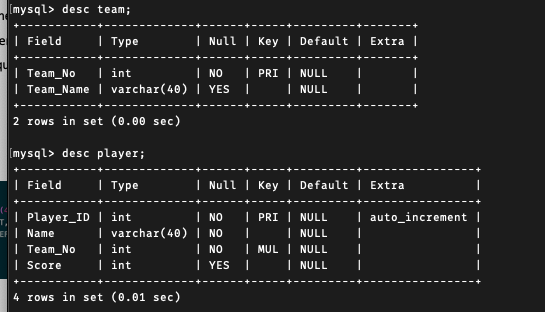 [mysql> desc team;
+-----------+-------------+------+-----+---------+-------+
| Field     | Type        | Null | Key | Default | Extra |
+-----------+-------------+------+-----+---------+-------+
| Team_No   | int         | NO   | PRI | NULL    |       |
| Team_Name | varchar(40) | YES  |     | NULL    |       |
+-----------+-------------+------+-----+---------+-------+
2 rows in set (0.00 sec)
[mysql> desc player;
+-----------+-------------+------+-----+---------+----------------+
| Field     | Type        | Null | Key | Default | Extra          |
+-----------+-------------+------+-----+---------+----------------+
| Player_ID | int         | NO   | PRI | NULL    | auto_increment |
| Name      | varchar(40) | NO   |     | NULL    |                |
| Team_No   | int         | NO   | MUL | NULL    |                |
| Score     | int         | YES  |     | NULL    |                |
+-----------+-------------+------+-----+---------+----------------+
4 rows in set (0.01 sec)